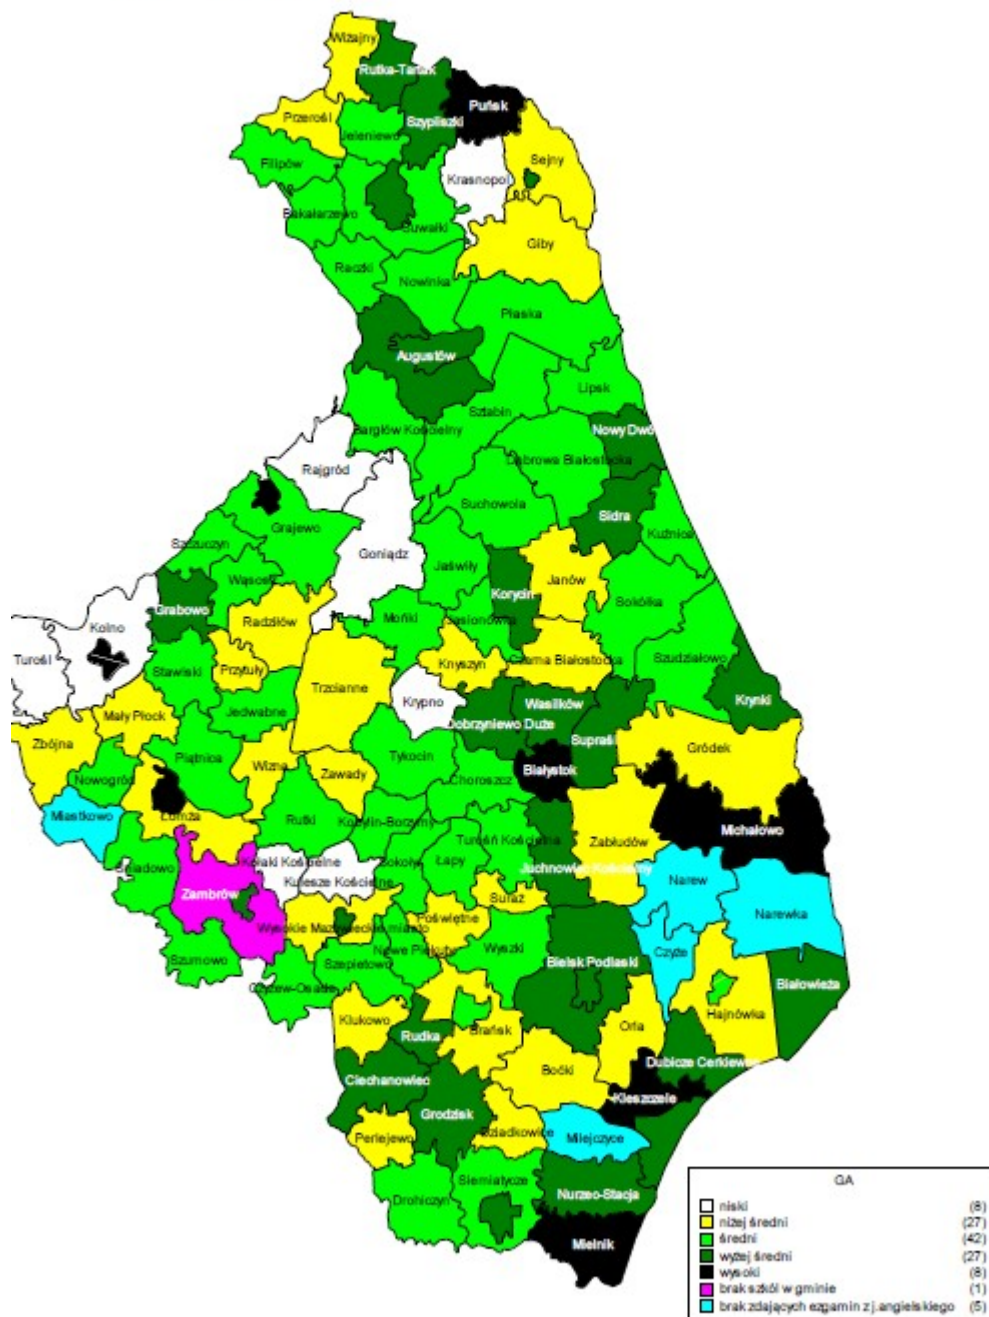 Wiżajny
Rutka-Tartak
Puńsk
Przerośl
Jeleniewo
Szypliszki
Sejny
Filipów
Krasnopol
Bakałarzewo
Suwałki
Giby
Raczki
Nowinka
Płaska
Augustów
Lipsk
Sztabin
Bargłów Kościelny
Nowy Dwó
Dąbrowa Białostocka
Rajgród
Suchowola
Sidra
Grajewo
Kuźnica
Szczuczyn
Goniądz
Jaświły
Janów
Wąsosz
Korycin
Sokółka
Grabowo
Radziłów
Mońki
Jasionówka
Kolno
Turośl
Stawiski
Przytuły
Knyszyn
Czarna Białostocka
Szudziałowo
Trzcianne
Krypno
Krynki
Wasilków
Mały Płock
Jedwabne
Dobrzyniewo Duże
Supraśl
Zbójna
Gródek
Piątnica
Tykocin
Wizna
Zawady
Białystok
Nowogród
Choroszcz
Miastkowo
Łomża
Rutki
Kobylin-Borzymy
Michałowo
Turośń Kościelna
Zabłudów
Kołaki Kościelne
Sokoły
Łapy
Juchnowiec Kościelny
Śniadowo
Kulesze Kościelne
Narew
Zambrów
Suraż
Narewka
Poświętne
Wysokie Mazowieckie miasto
Wyszki
Czyże
Nowe Piekuty
Szumowo
Szepietowo
Bielsk Podlaski
Czyżew-Osada
Białowieża
Hajnówka
Klukowo
Orla
Rudka
Brańsk
Dubicze Cerkiewne
Boćki
Ciechanowiec
Kleszczele
Grodzisk
Perlejewo
Dziadkowice
Milejczyce
Siemiatycze
Drohiczyn
Nurzec-Stacja
Mielnik
GA
niski (8)
niżej średni (27)
średni (42)
wyżej średni (27)
wysoki (8)
brak szkół w gminie (1)
brak zdających ezgamin z j.angielskiego (5)